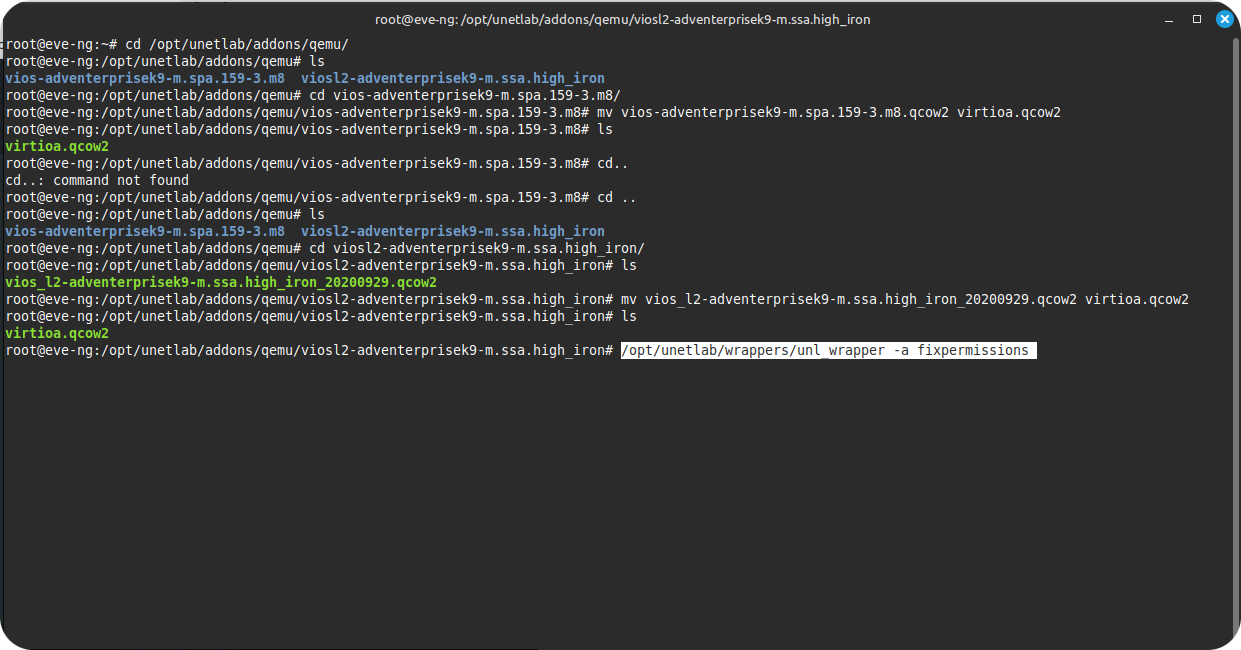 root@eve-ng: /opt/unetlab/addons/qemu/viosl2-adventerprisek9-m.ssa.high_iron
root@eve-ng:~# cd /opt/unetlab/addons/qemu/
root@eve-ng:/opt/unetlab/addons/qemu# ls
vios-adventerprisek9-m.spa.159-3.m8  viosl2-adventerprisek9-m.ssa.high_iron
root@eve-ng:/opt/unetlab/addons/qemu# cd vios-adventerprisek9-m.spa.159-3.m8/
root@eve-ng:/opt/unetlab/addons/qemu/vios-adventerprisek9-m.spa.159-3.m8# mv vios-adventerprisek9-m.spa.159-3.m8.qcow2 virtioa.qcow2
root@eve-ng:/opt/unetlab/addons/qemu/vios-adventerprisek9-m.spa.159-3.m8# ls
virtioa.qcow2
root@eve-ng:/opt/unetlab/addons/qemu/vios-adventerprisek9-m.spa.159-3.m8# cd..
cd..: command not found
root@eve-ng:/opt/unetlab/addons/qemu/vios-adventerprisek9-m.spa.159-3.m8# cd ..
root@eve-ng:/opt/unetlab/addons/qemu# ls
vios-adventerprisek9-m.spa.159-3.m8  viosl2-adventerprisek9-m.ssa.high_iron
root@eve-ng:/opt/unetlab/addons/qemu# cd viosl2-adventerprisek9-m.ssa.high_iron/
root@eve-ng:/opt/unetlab/addons/qemu/viosl2-adventerprisek9-m.ssa.high_iron# ls
vios_l2-adventerprisek9-m.ssa.high_iron_20200929.qcow2
root@eve-ng:/opt/unetlab/addons/qemu/viosl2-adventerprisek9-m.ssa.high_iron# mv vios_l2-adventerprisek9-m.ssa.high_iron_20200929.qcow2 virtioa.qcow2
root@eve-ng:/opt/unetlab/addons/qemu/viosl2-adventerprisek9-m.ssa.high_iron# ls
virtioa.qcow2
root@eve-ng:/opt/unetlab/addons/qemu/viosl2-adventerprisek9-m.ssa.high_iron# /opt/unetlab/wrappers/unl_wrapper -a fixpermissions